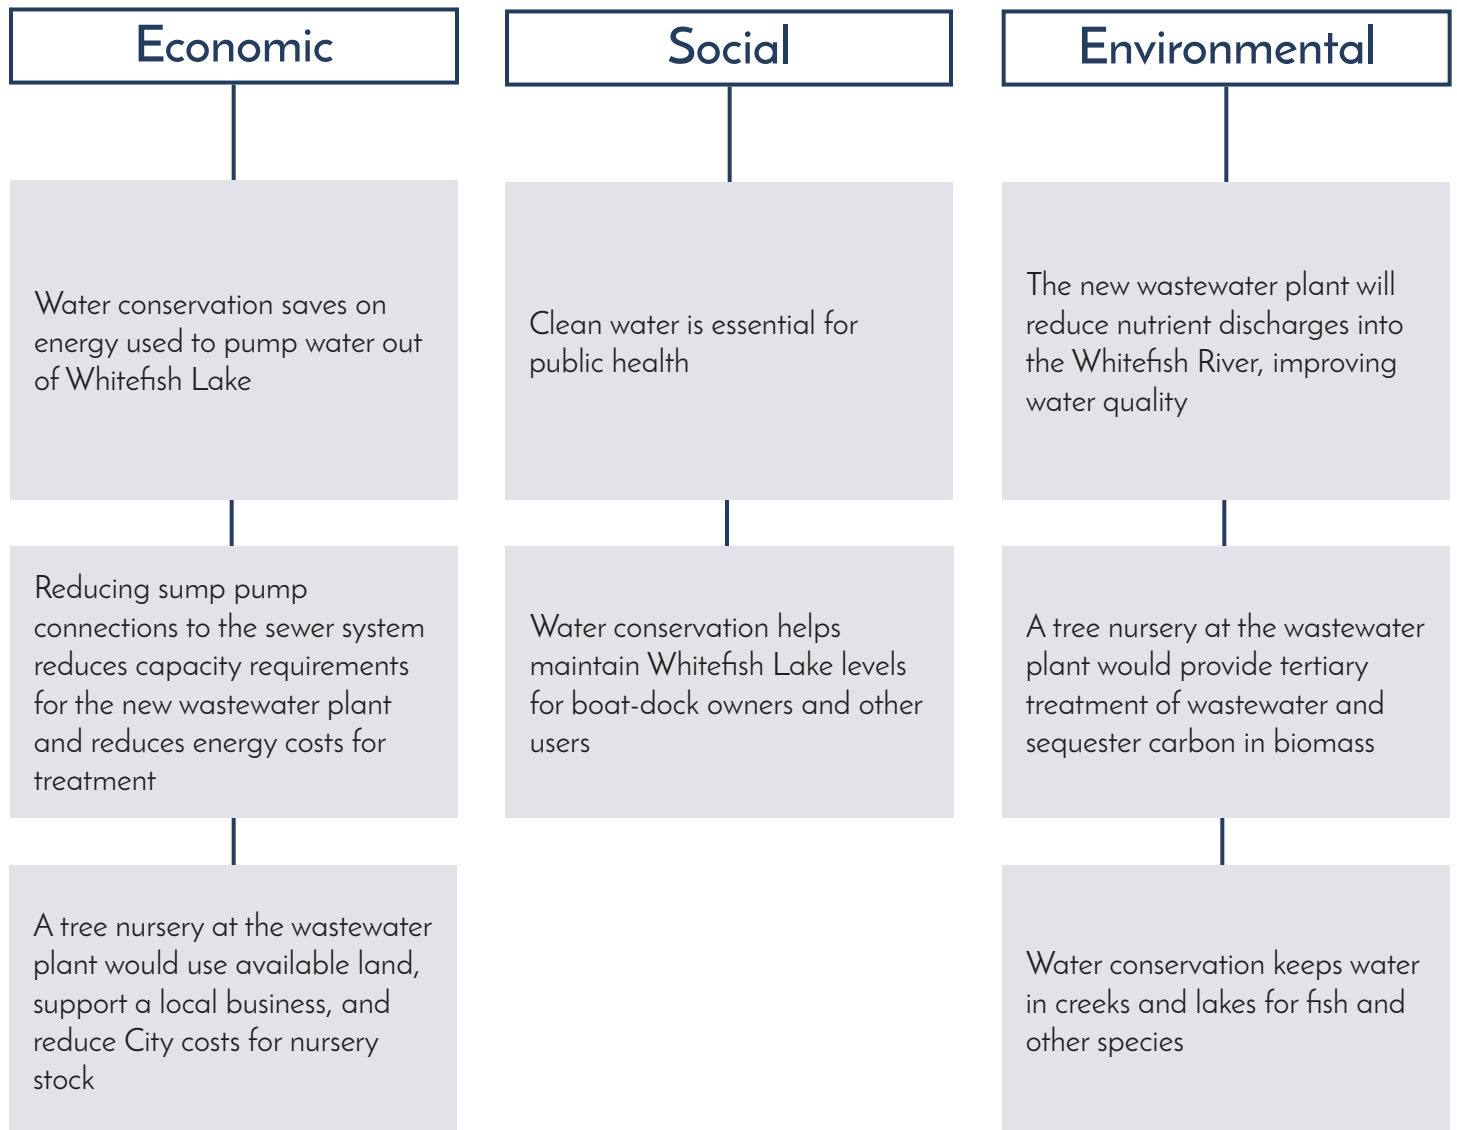 Economic
Water conservation saves on
energy used to pump water out
of Whitefish Lake
Reducing sump pump
connections to the sewer system
reduces capacity requirements
for the new wastewater plant
and reduces energy costs for
treatment
A tree nursery at the wastewater
plant would use available land,
support a local business, and
reduce City costs for nursery
stock
Social
Clean water is essential for
public health
Water conservation helps
maintain Whitefish Lake levels
for boat-dock owners and other
users
Environmental
The new wastewater plant will
reduce nutrient discharges into
the Whitefish River, improving
water quality
A tree nursery at the wastewater
plant would provide tertiary
treatment of wastewater and
sequester carbon in biomass
Water conservation keeps water
in creeks and lakes for fish and
other species